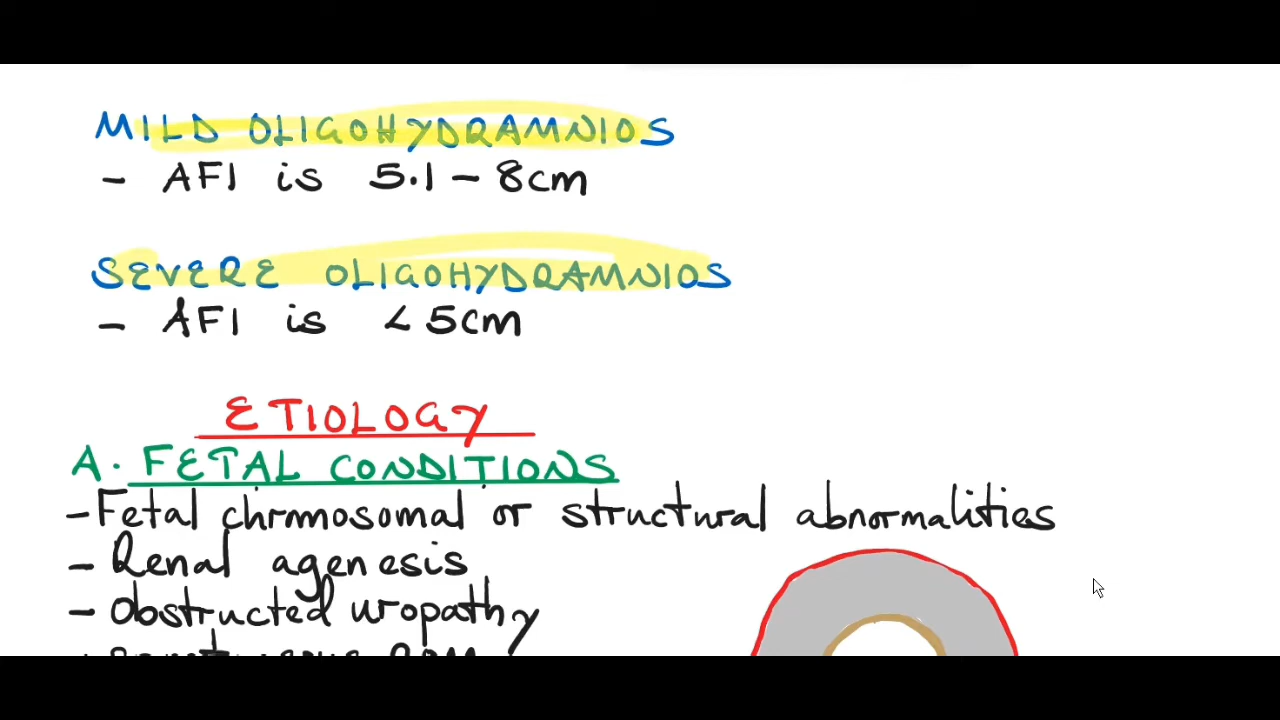 MILD OLIGOHYDRAMNIOS
- AFI is 5.1 - 8cm
SEVERE OLIGOHYDRAMNIOS
- AFI is < 5cm
ETIOLOGY
A. FETAL CONDITIONS
- Fetal chrmosomal or structural abnormalities
- Renal agenesis
- obstructed uropathy